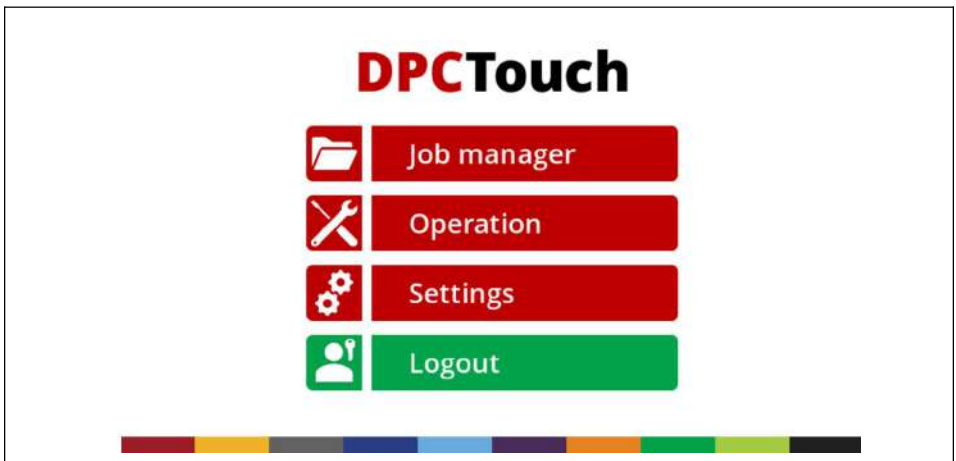 DPCTouch
Job manager
Operation
Settings
Logout